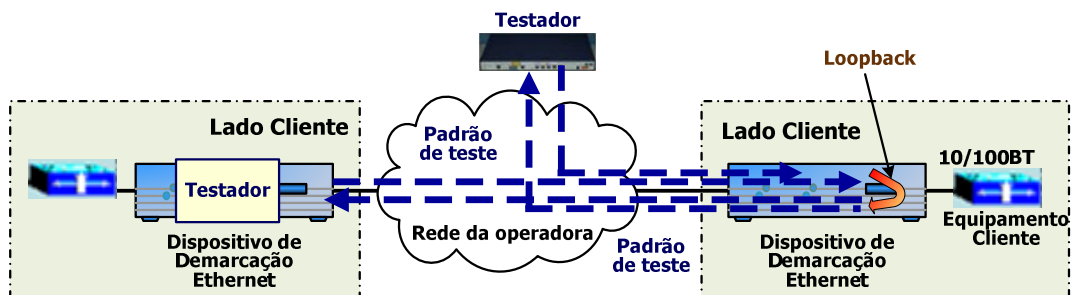 Testador
Loopback
Lado Cliente
Padrão
de teste
Lado Cliente
10/100BT
Testador
Rede da operadora
Equipamento
Cliente
Dispositivo de
Demarcação
Ethernet
Padrão
de teste
Dispositivo de
Demarcação
Ethernet